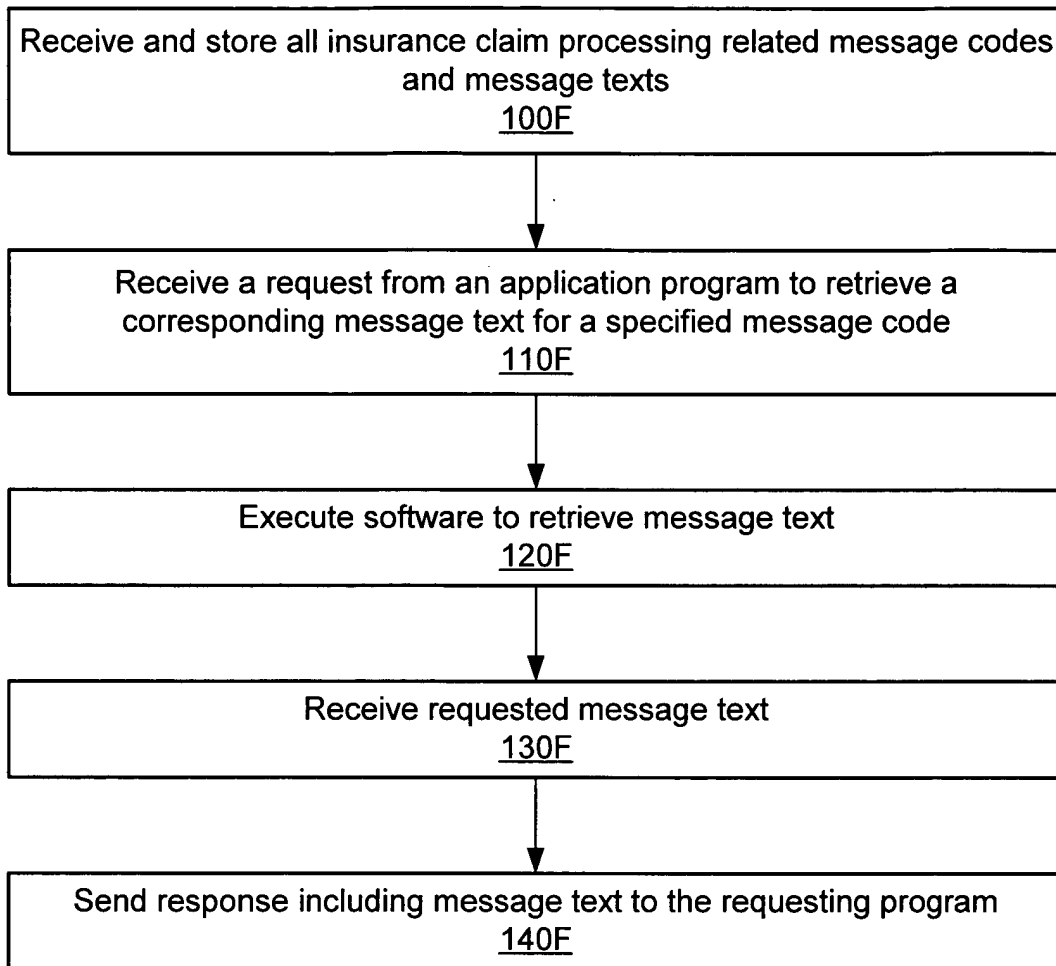 Receive and store all insurance claim processing related message codes
and message texts
100F
Receive a request from an application program to retrieve a
corresponding message text for a specified message code
110F
Execute software to retrieve message text
120F
Receive requested message text
130F
Send response including message text to the requesting program
140F